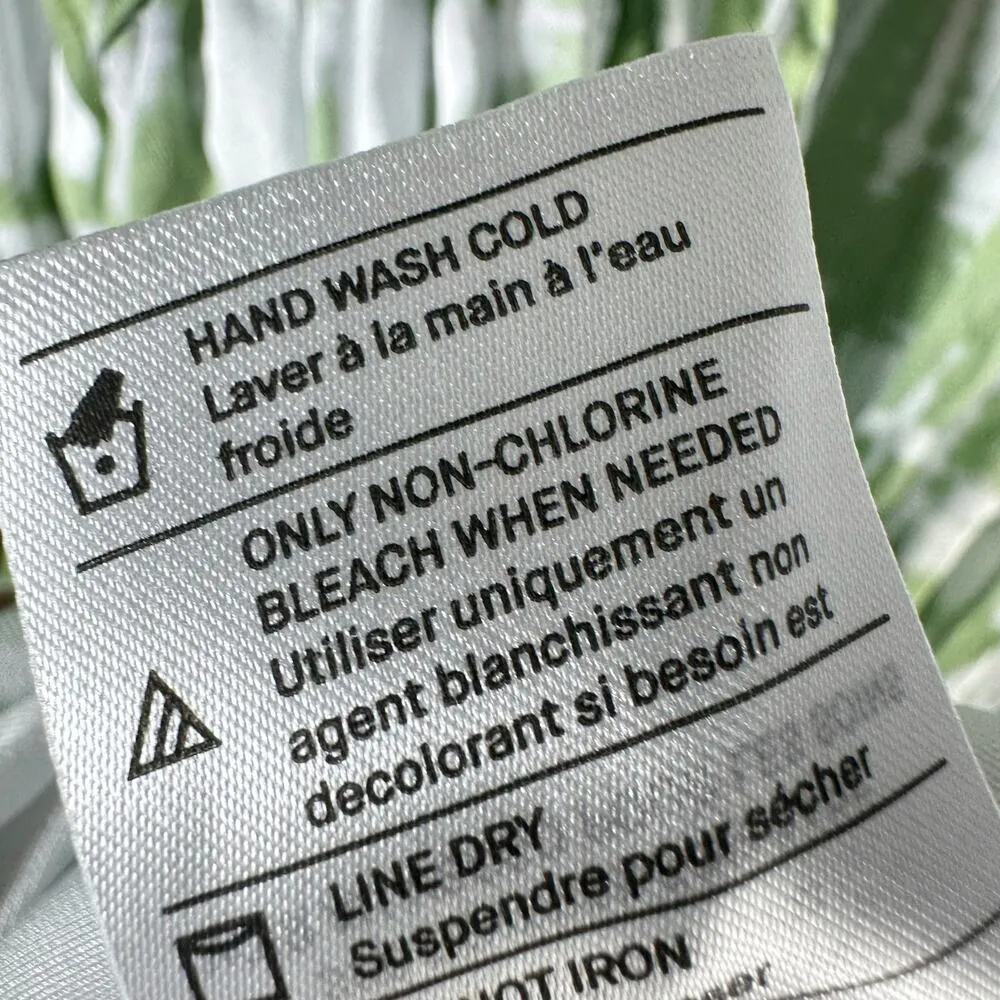 HAND WASH COLD
Laver à la main à l'eau
froide
ONLY NON-CHLORINE
BLEACH WHEN NEEDED
Utiliser uniquement un
agent blanchissant non
decolorant si besoin est
LINE DRY
Suspendre pour sécher
IRON